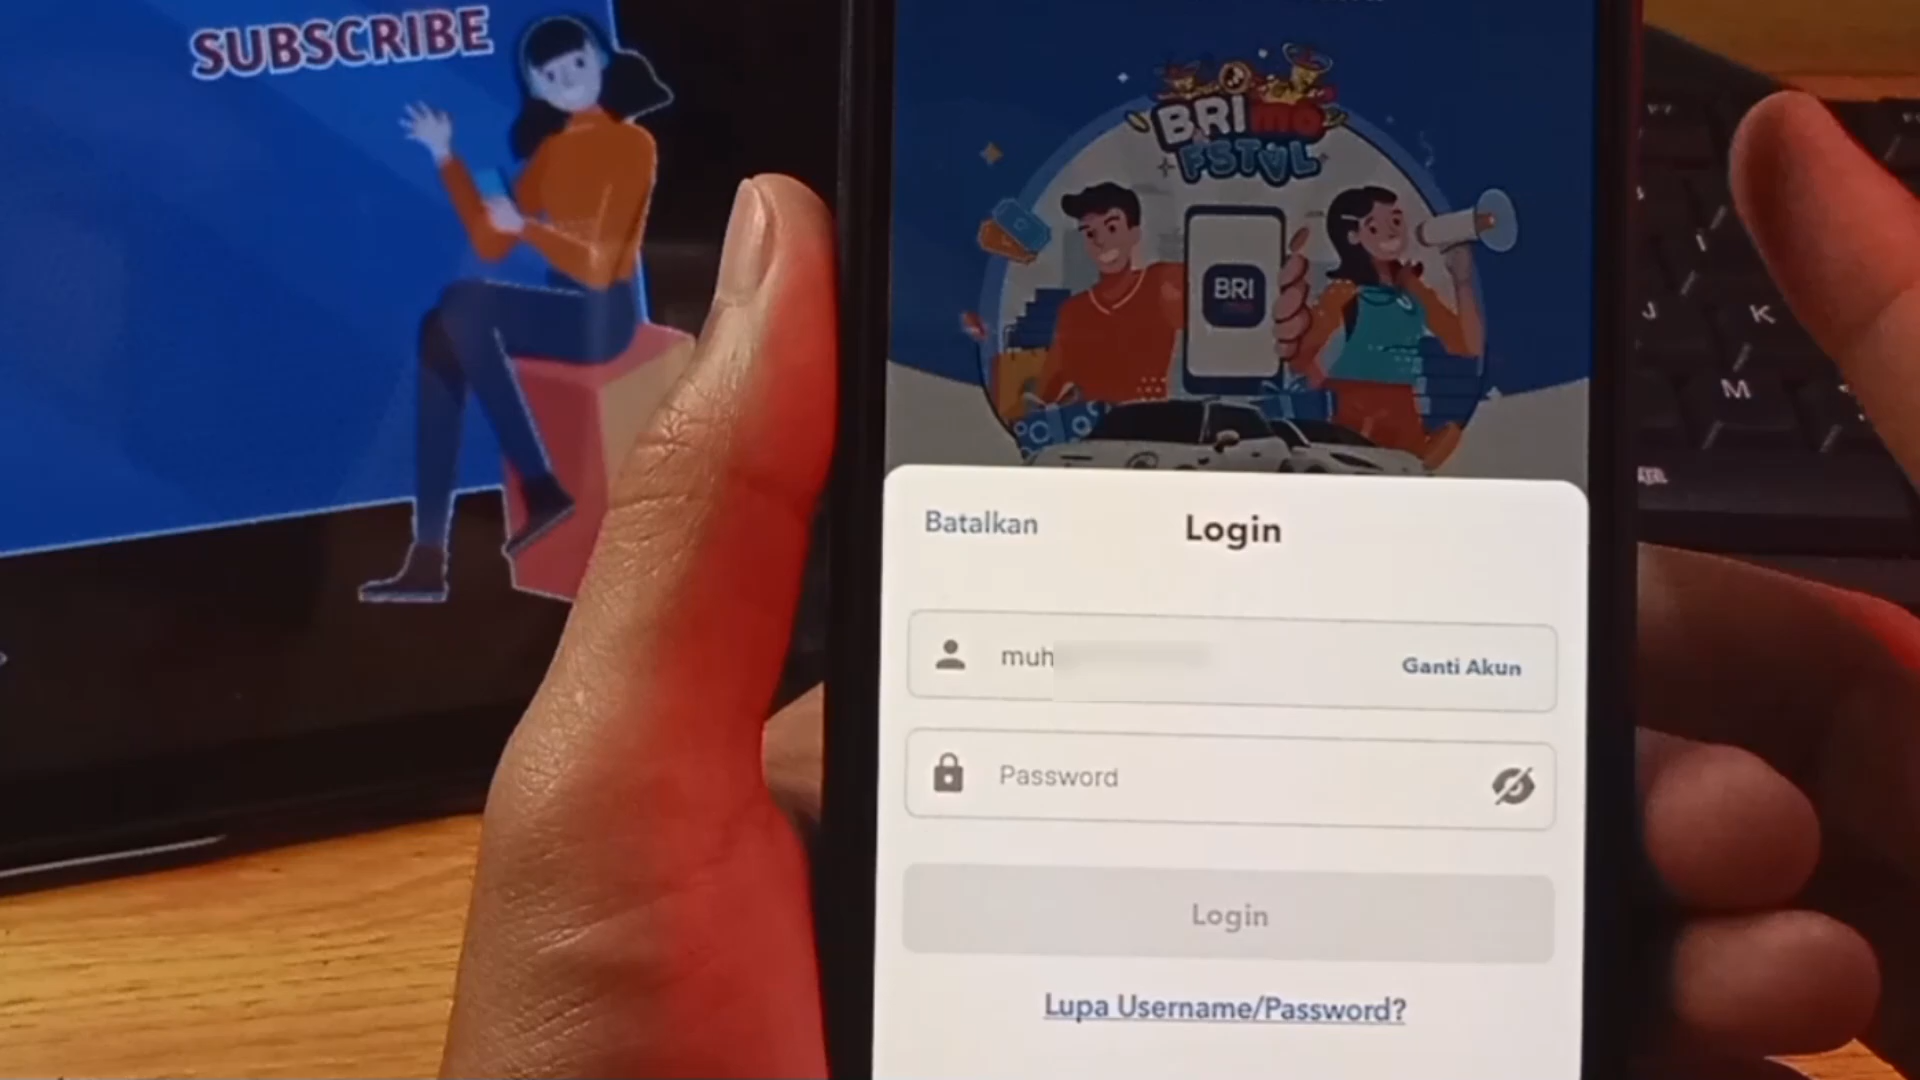 SUBSCRIBE
BRImo
FSTVL
BRI
Batalkan
Login
muh
Ganti Akun
Password
Login
Lupa Username/Password?
J
K
M